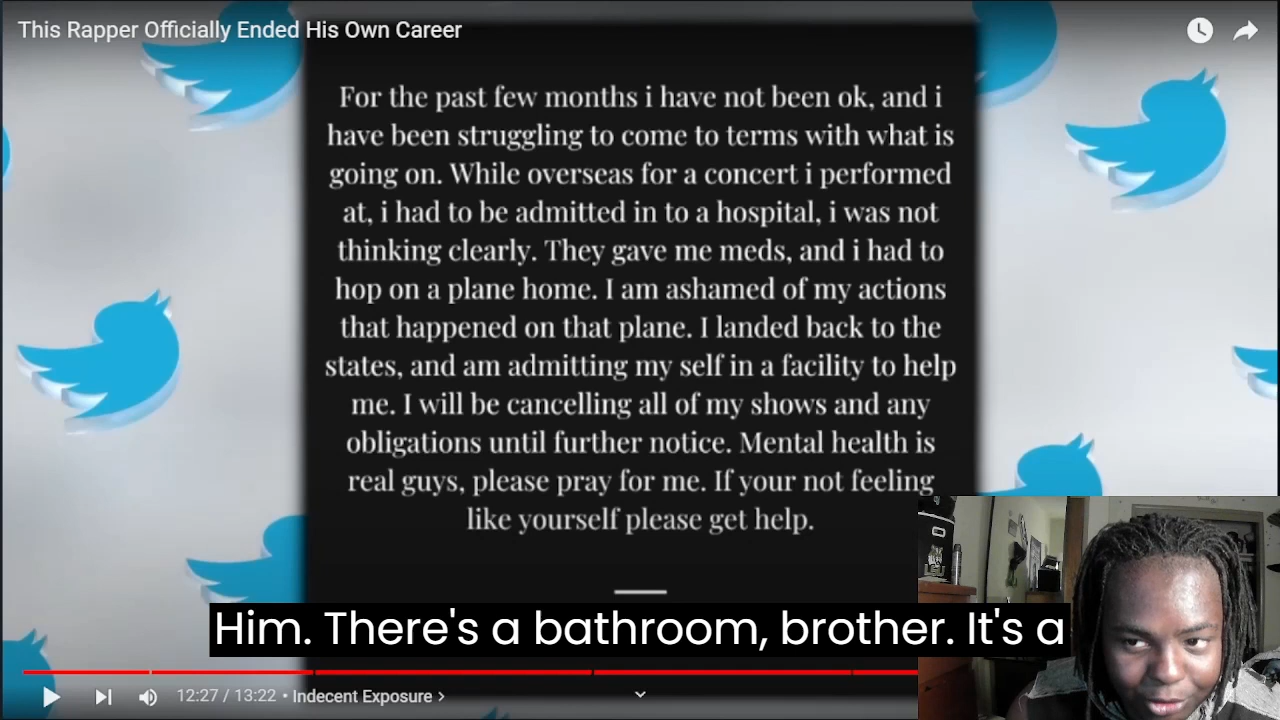 This Rapper Officially Ended His Own Career
For the past few months i have not been ok, and i
have been struggling to come to terms with what is
going on. While overseas for a concert i performed
at, i had to be admitted in to a hospital, i was not
thinking clearly. They gave me meds, and i had to
hop on a plane home. I am ashamed of my actions
that happened on that plane. I landed back to the
states, and am admitting my self in a facility to help
me. I will be cancelling all of my shows and any
obligations until further notice. Mental health is
real guys, please pray for me. If your not feeling
like yourself please get help.
Him. There's a bathroom, brother. It's a
12:27 / 13:22 • Indecent Exposure ›